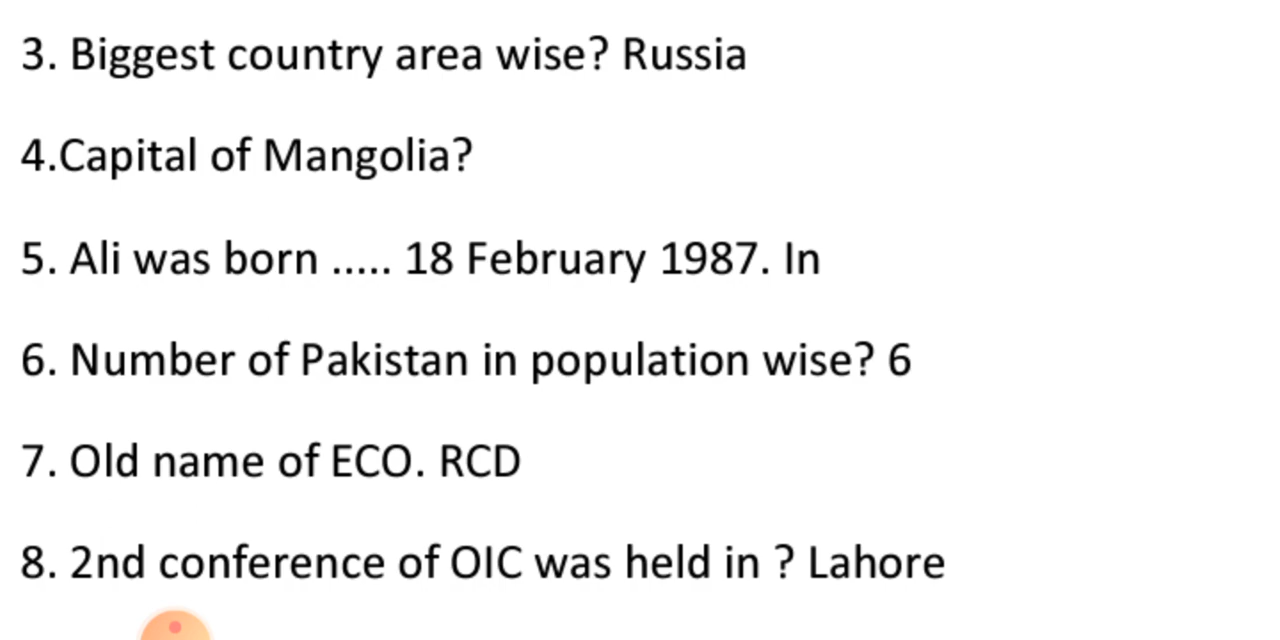 3. Biggest country area wise? Russia
4.Capital of Mangolia?
5. Ali was born ..... 18 February 1987. In
6. Number of Pakistan in population wise? 6
7. Old name of ECO. RCD
8. 2nd conference of OIC was held in ? Lahore